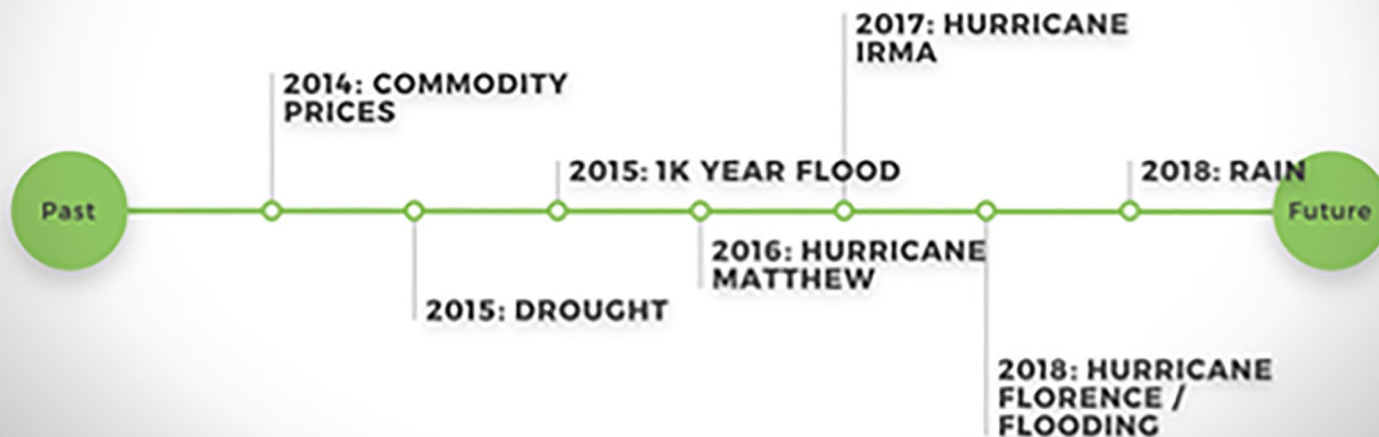 Past
2014: COMMODITY
PRICES
2015: DROUGHT
2015: 1K YEAR FLOOD
2016: HURRICANE
MATTHEW
2017: HURRICANE
IRMA
2018: HURRICANE
FLORENCE /
FLOODING
2018: RAIN
Future